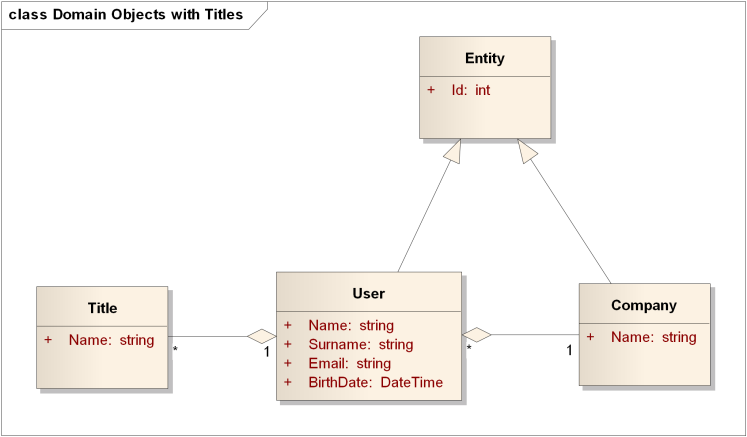 class Domain Objects with Titles
Entity
+ Id: int
Title
+ Name: string
User
+ Name: string
+ Surname: string
+ Email: string
+ BirthDate: DateTime
Company
+ Name: string
*
1
*
1